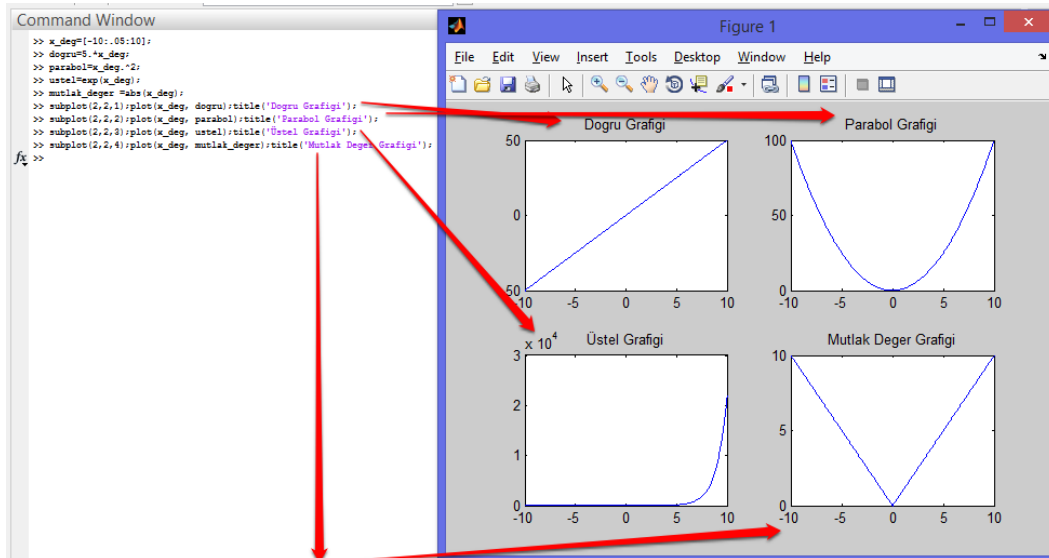 Command Window
>> x_deg=[-10:.05:10];
>> dogru=5.*x_deg;
>> parabol=x_deg.^2;
>> ustel=exp(x_deg);
>> mutlak_deger =abs(x_deg);
>> subplot(2,2,1);plot(x_deg, dogru);title('Dogru Grafigi');
>> subplot(2,2,2);plot(x_deg, parabol);title('Parabol Grafigi');
>> subplot(2,2,3);plot(x_deg, ustel);title('Üstel Grafigi');
>> subplot(2,2,4);plot(x_deg, mutlak_deger);title('Mutlak Deger Grafigi');
fx >>
Figure 1
File Edit View Insert Tools Desktop Window Help
Dogru Grafigi
50
0
50
-10 -5 0 5 10
Parabol Grafigi
100
50
0
-10 -5 0 5 10
x 10^4
Üstel Grafigi
3
2
1
0
-10 -5 0 5 10
Mutlak Deger Grafigi
10
5
0
-10 -5 0 5 10